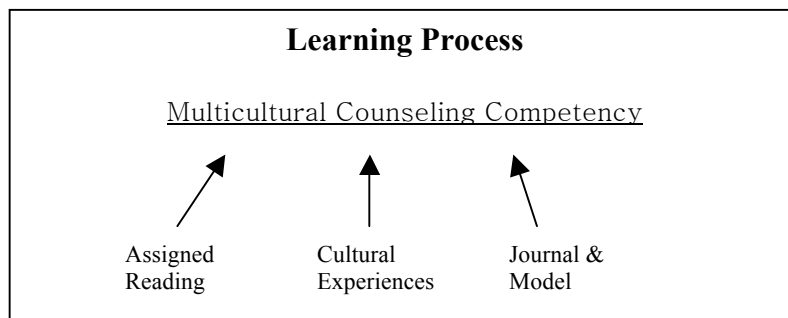 Learning Process
Multicultural Counseling Competency
Assigned
Reading
Cultural
Experiences
Journal &
Model